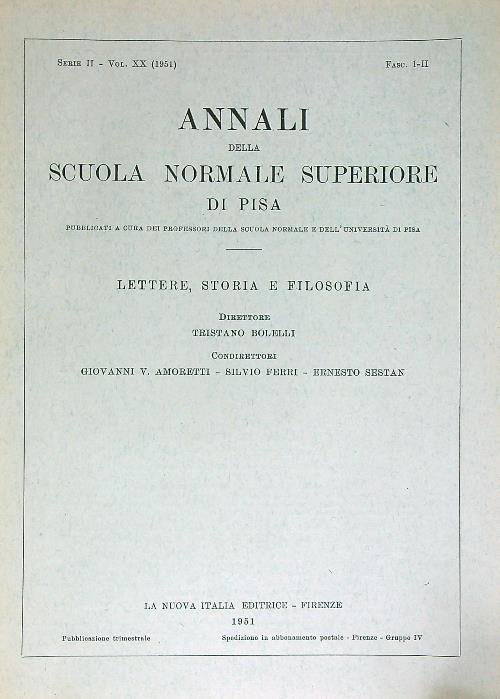 Serie II - Vol. XX (1951)
Fasc. I-II
ANNALI
DELLA
SCUOLA NORMALE SUPERIORE
DI PISA
PUBBLICATI A CURA DEI PROFESSORI DELLA SCUOLA NORMALE E DELL'UNIVERSITÀ DI PISA
LETTERE, STORIA E FILOSOFIA
Direttore
TRISTANO BOLELLI
Condirettori
GIOVANNI V. AMORETTI - SILVIO FERRI - ERNESTO SESTAN
LA NUOVA ITALIA EDITRICE - FIRENZE
1951
Pubblicazione trimestrale
Spedizione in abbonamento postale - Firenze - Gruppo IV